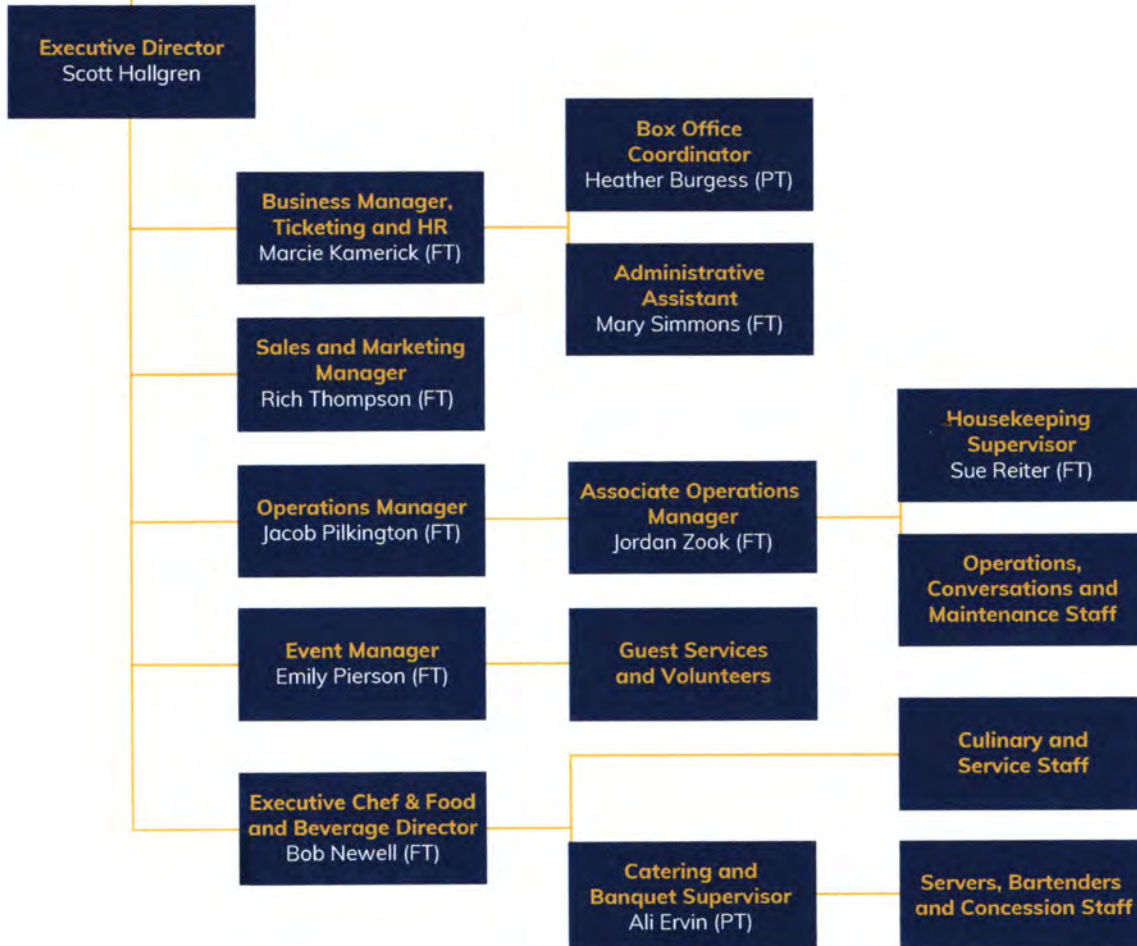 Executive Director
Scott Hallgren
Box Office
Coordinator
Heather Burgess (PT)
Business Manager,
Ticketing and HR
Marcie Kamerick (FT)
Administrative
Assistant
Mary Simmons (FT)
Sales and Marketing
Manager
Rich Thompson (FT)
Housekeeping
Supervisor
Sue Reiter (FT)
Operations Manager
Jacob Pilkington (FT)
Associate Operations
Manager
Jordan Zook (FT)
Operations,
Conversations and
Maintenance Staff
Event Manager
Emily Pierson (FT)
Guest Services
and Volunteers
Culinary and
Service Staff
Executive Chef & Food
and Beverage Director
Bob Newell (FT)
Catering and
Banquet Supervisor
Ali Ervin (PT)
Servers, Bartenders
and Concession Staff